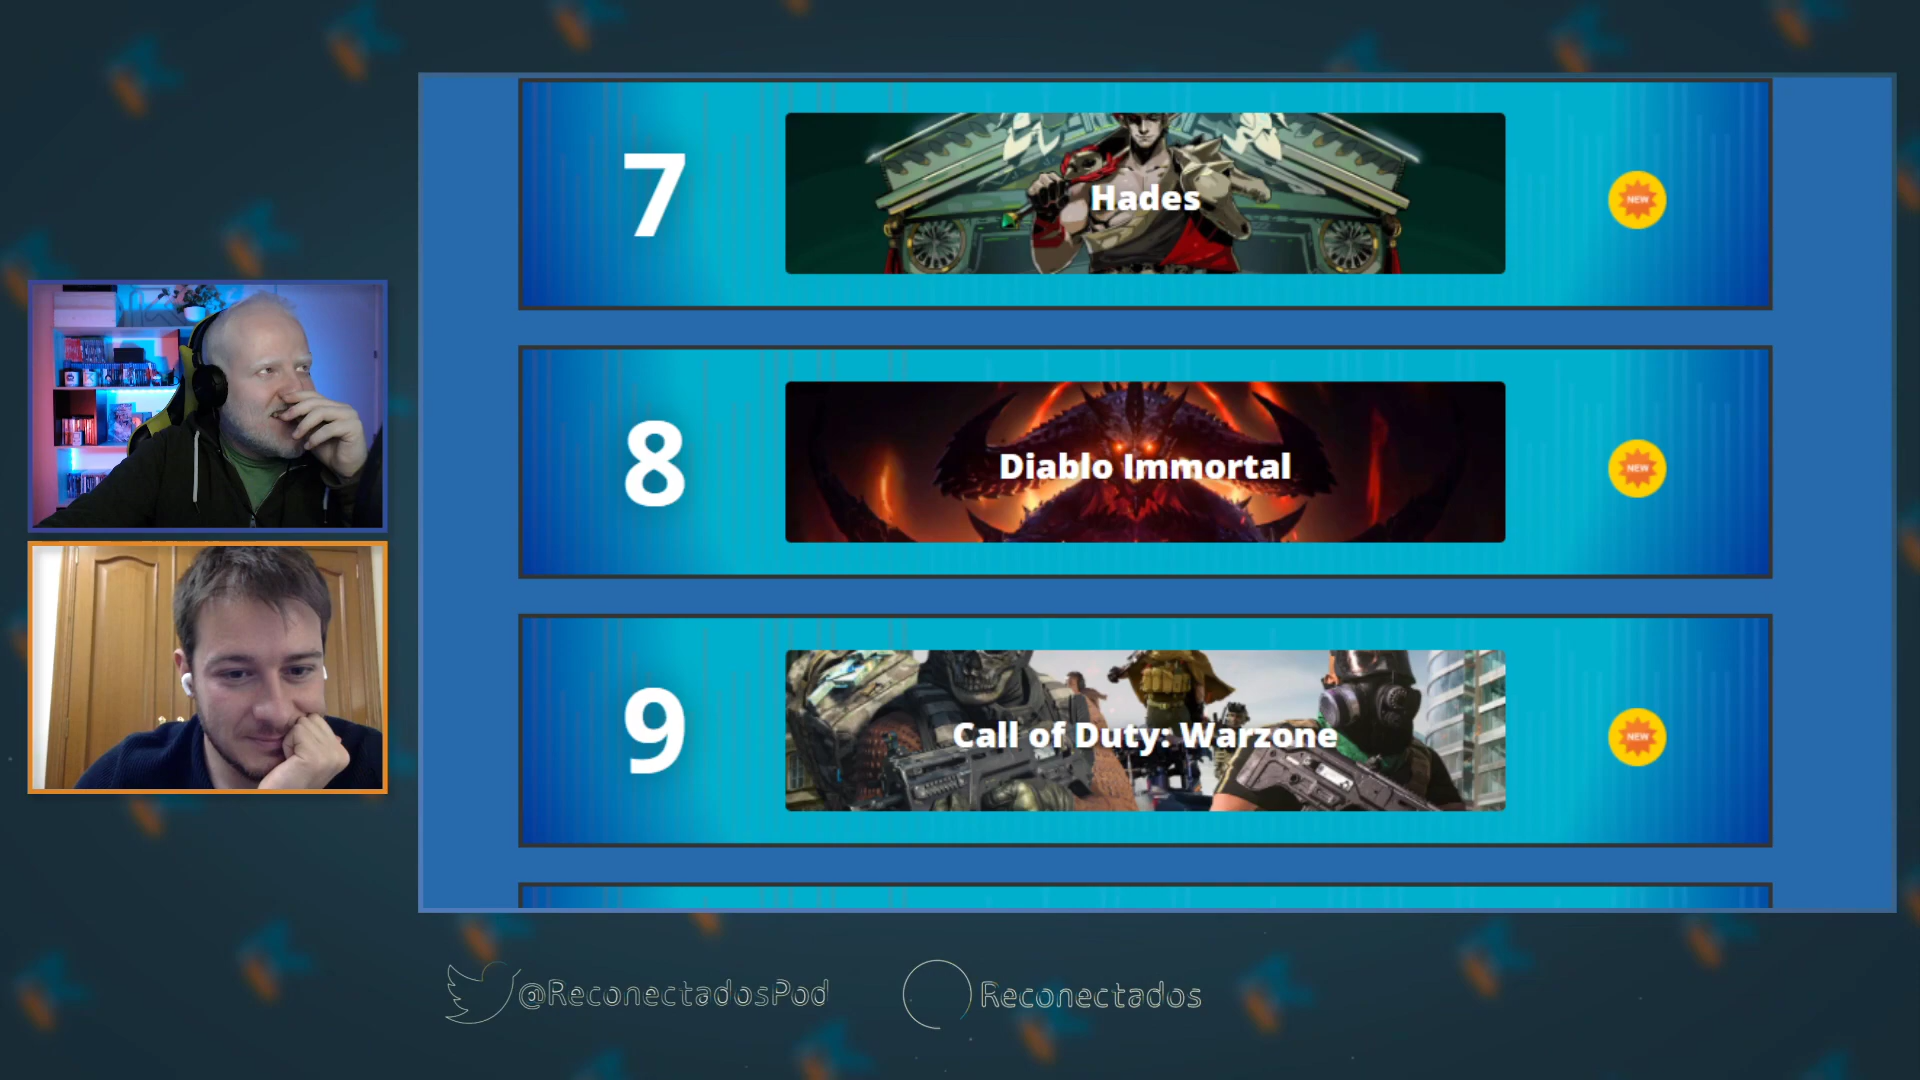 7
Hades
NEW
8
Diablo Immortal
NEW
9
Call of Duty: Warzone
NEW
@ReconectadosPod
Reconectados